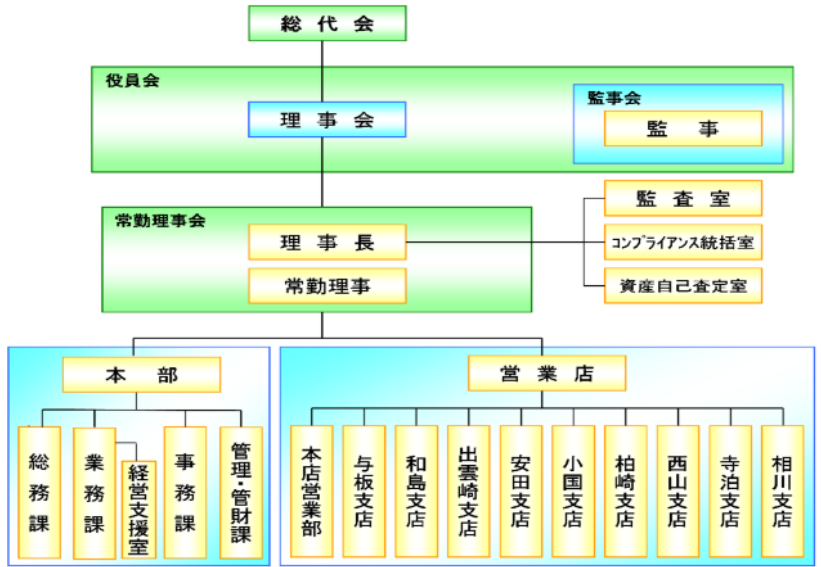 総代会
役員会
理事会
監事会
監事
常勤理事会
理事長
常勤理事
監査室
コンプライアンス統括室
資産自己査定室
本部
総務課
業務課
経営支援室
事務課
管理・管財課
営業店
本店営業部
与板支店
和島支店
出雲崎支店
安田支店
小国支店
柏崎支店
西山支店
寺泊支店
相川支店